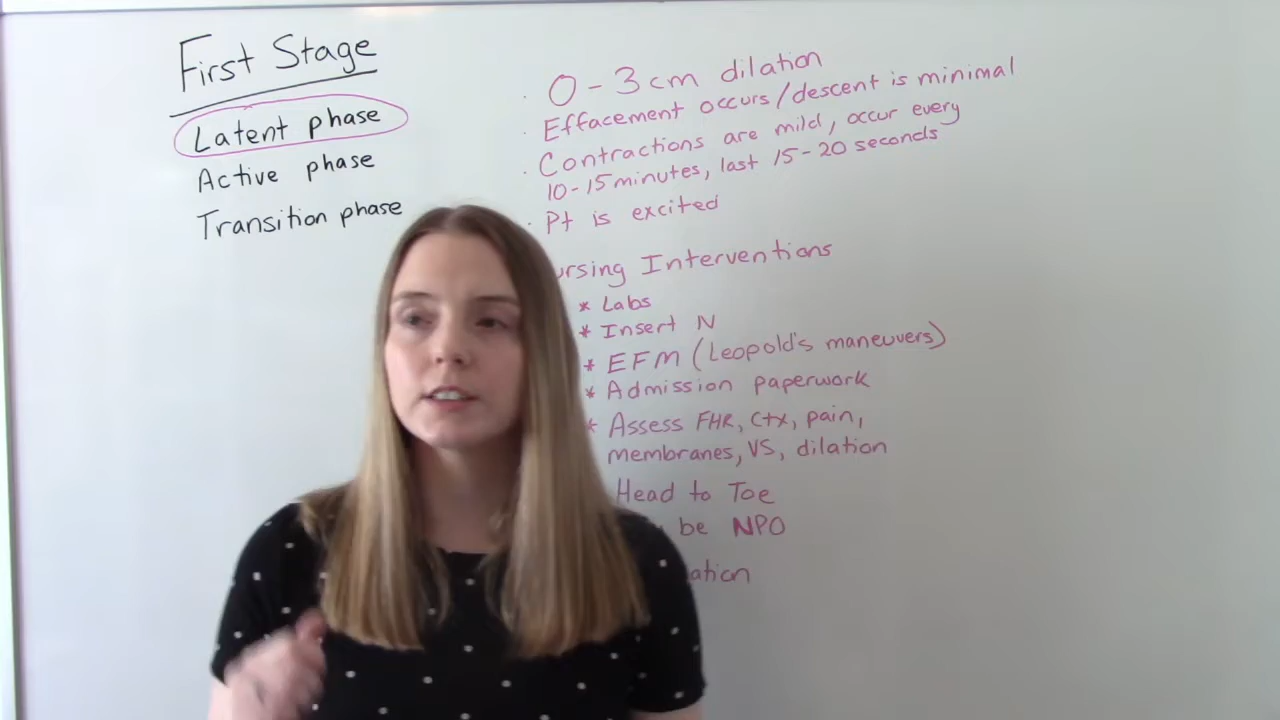 First Stage
Latent phase
Active phase
Transition phase
· 0-3cm dilation
· Effacement occurs/descent is minimal
· Contractions are mild, occur every
10-15minutes, last 15-20 seconds
· Pt is excited
ursing Interventions
* Labs
* Insert IV
* EFM (Leopold's maneuvers)
* Admission paperwork
* Assess FHR, Ctx, pain,
membranes, VS, dilation
Head to Toe
be NPO
ation